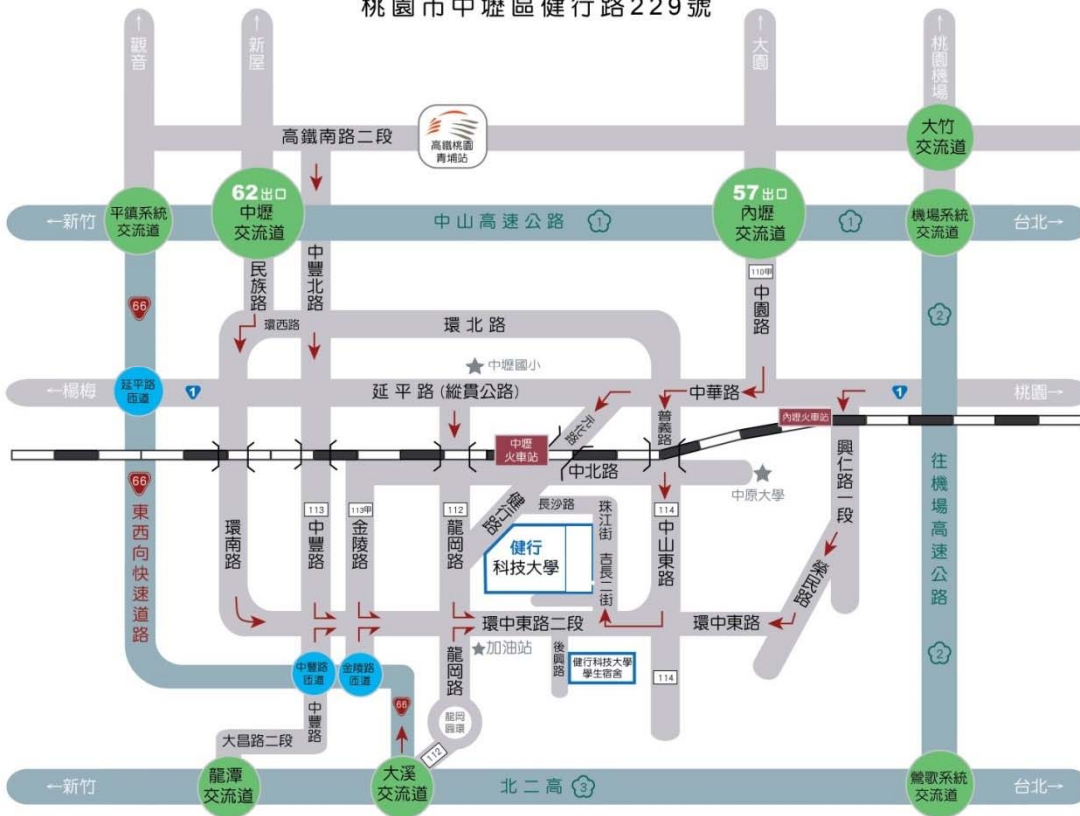 桃園市中壢區健行路229號
↑觀音
↑新屋
↑大園
↑桃園機場
高鐵南路二段
高鐵桃園
青埔站
大竹
交流道
←新竹
平鎮系統
交流道
62出口
中壢
交流道
中山高速公路
1
57出口
內壢
交流道
1
機場系統
交流道
台北→
民族路
中豐北路
110甲
中園路
66
2
環西路
環北路
中壢國小
←楊梅
延平路
匝道
1
延平路(縱貫公路)
中華路
1
桃園→
元化路
普義路
內壢火車站
中壢
火車站
中北路
中原大學
興仁路一段
往機場高速公路
66
東西向快速道路
環南路
113
中豐路
113甲
金陵路
112
龍岡路
健行路
長沙路
珠江街
吉長二街
114
中山東路
健行
科技大學
榮民路
環中東路二段
環中東路
加油站
龍岡路
後興路
健行科技大學
學生宿舍
114
2
中豐路
匝道
金陵路
匝道
中豐路
66
龍岡
圓環
112
大昌路二段
←新竹
龍潭
交流道
大溪
交流道
北二高
3
鶯歌系統
交流道
台北→